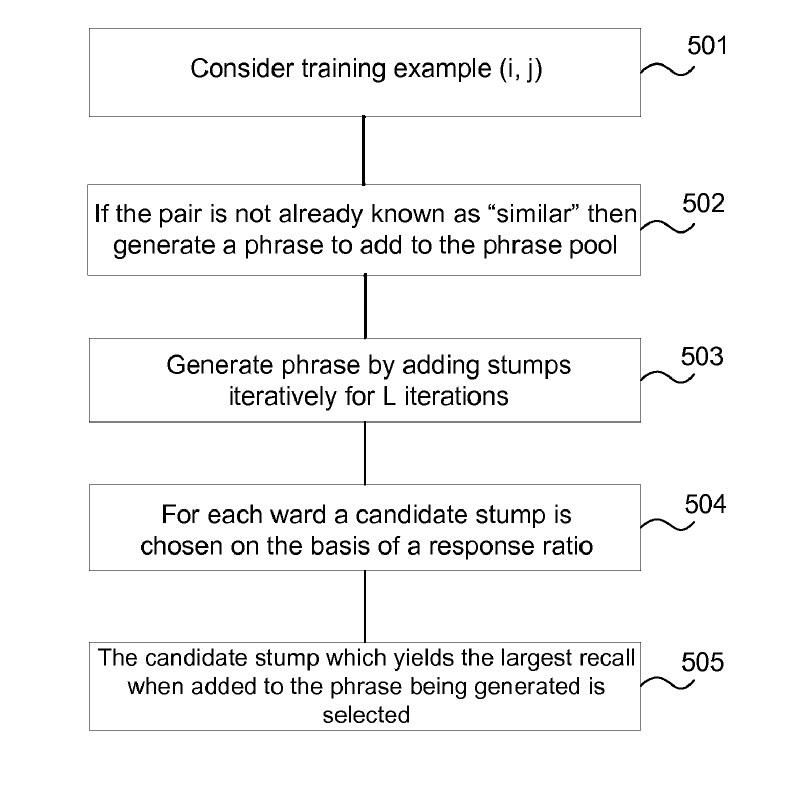 Consider training example (i, j)
501
If the pair is not already known as “similar” then
generate a phrase to add to the phrase pool
502
Generate phrase by adding stumps
iteratively for L iterations
503
For each ward a candidate stump is
chosen on the basis of a response ratio
504
The candidate stump which yields the largest recall
when added to the phrase being generated is
selected
505